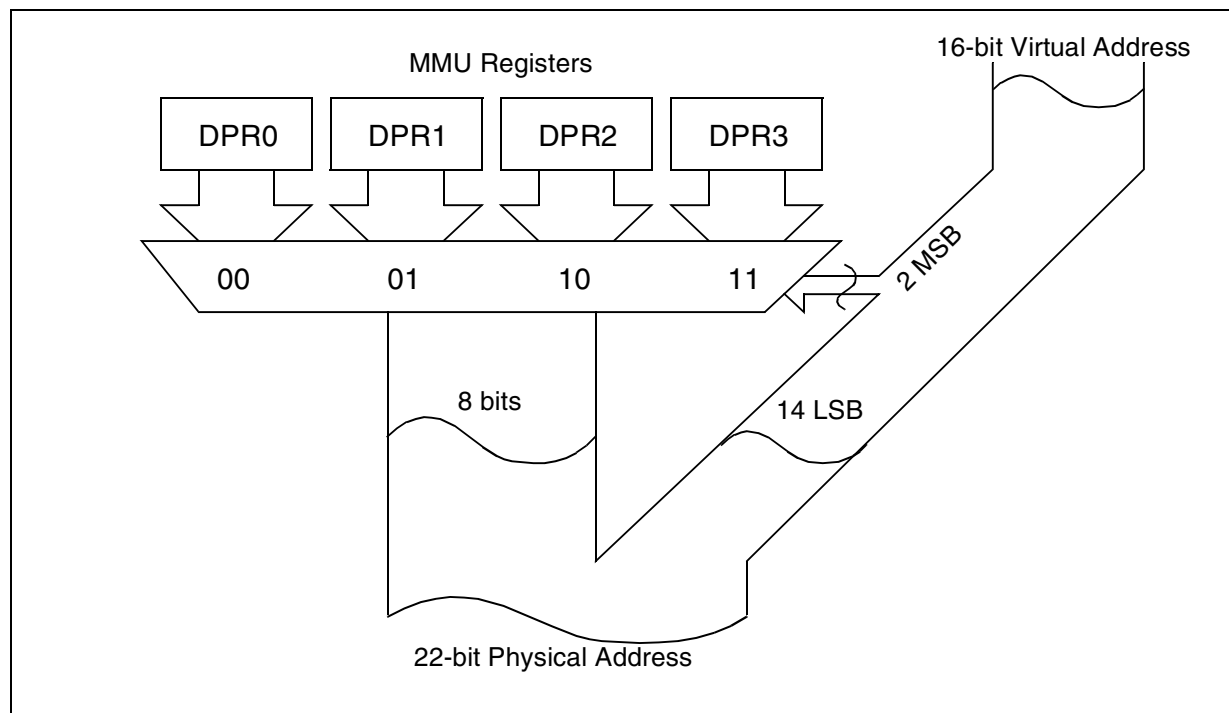 16-bit Virtual Address
MMU Registers
DPR0 DPR1 DPR2 DPR3
00 01 10 11
2 MSB
8 bits
14 LSB
22-bit Physical Address